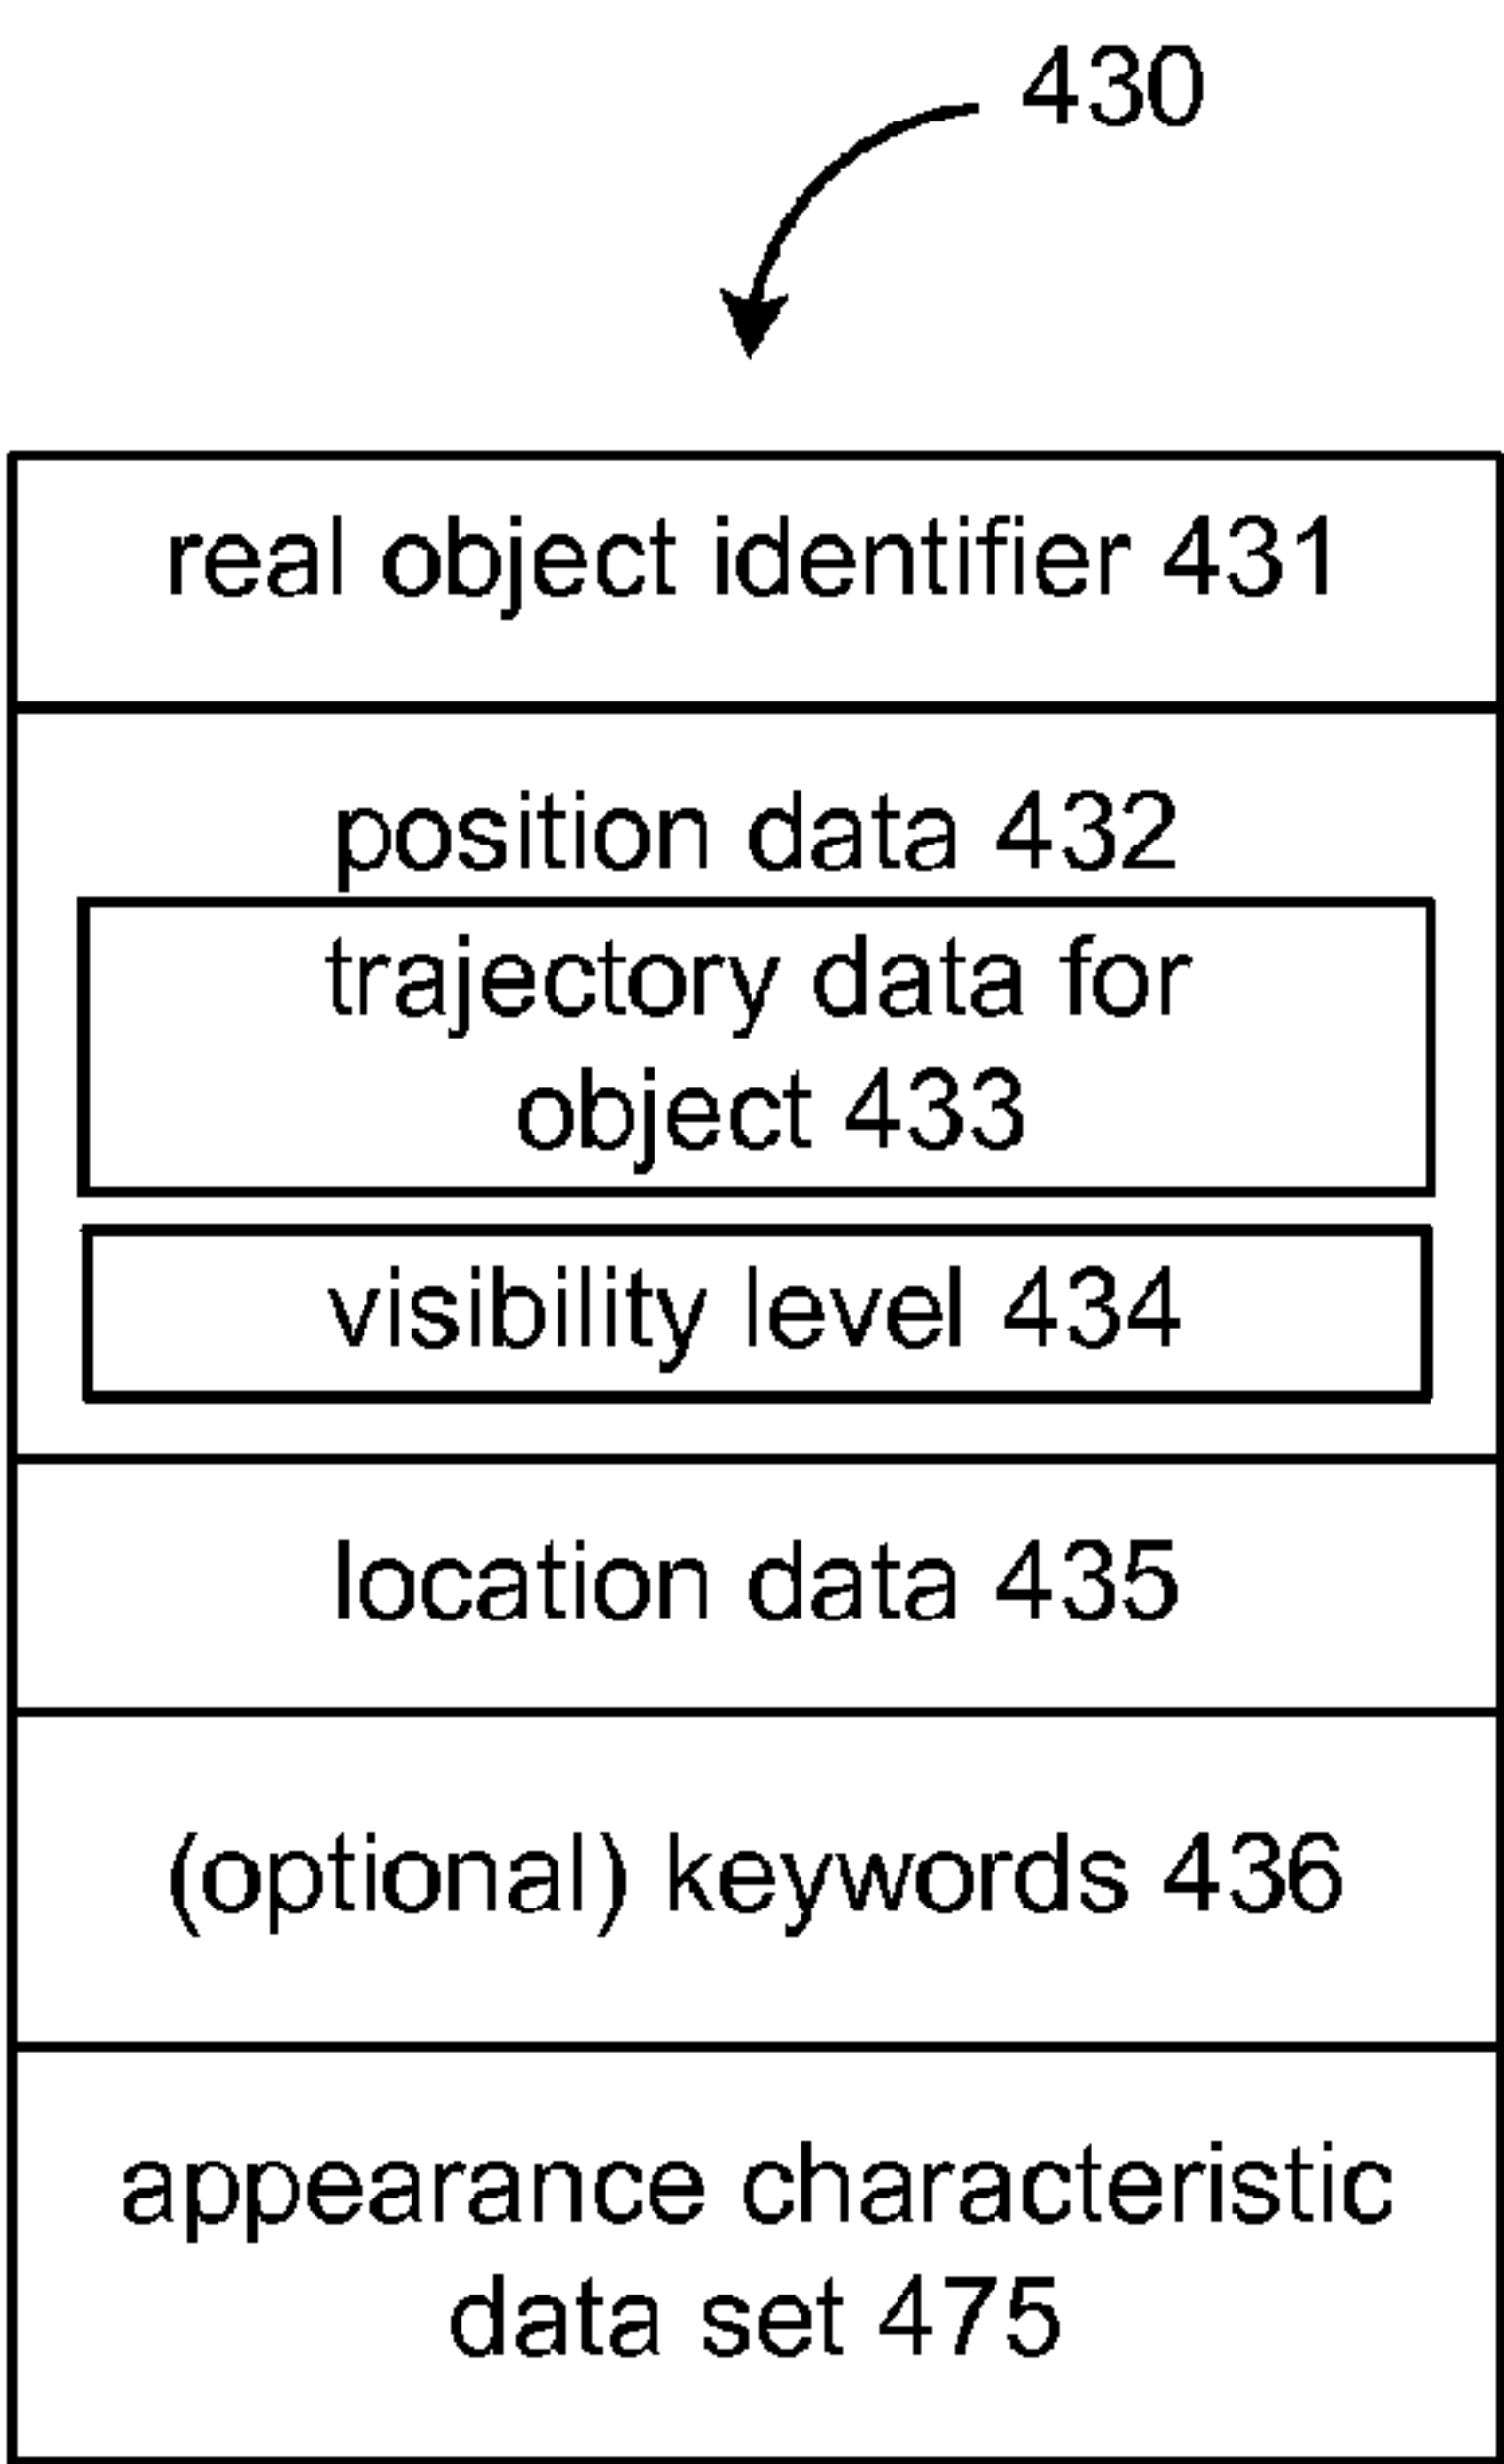 430
real object identifier 431
position data 432
trajectory data for
object 433
visibility level 434
location data 435
(optional) keywords 436
appearance characteristic
data set 475